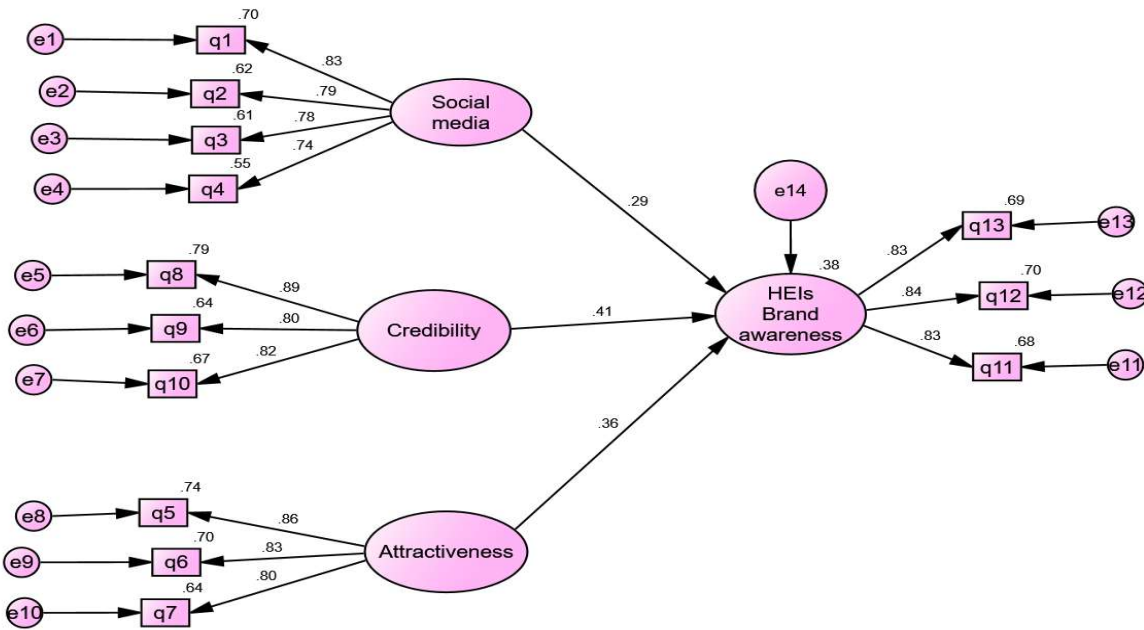 .70
e1
q1
.83
.62
e2
q2
.79
.61
e3
q3
.78
.55
e4
q4
.74
Social
media
.29
.79
e5
q8
.89
.64
e6
q9
.80
.67
e7
q10
.82
Credibility
.41
.74
e8
q5
.86
.70
e9
q6
.83
.64
e10
q7
.80
Attractiveness
.36
e14
.38
HEIs
Brand
awareness
.83
.69
q13
e13
.84
.70
q12
e12
.83
.68
q11
e11